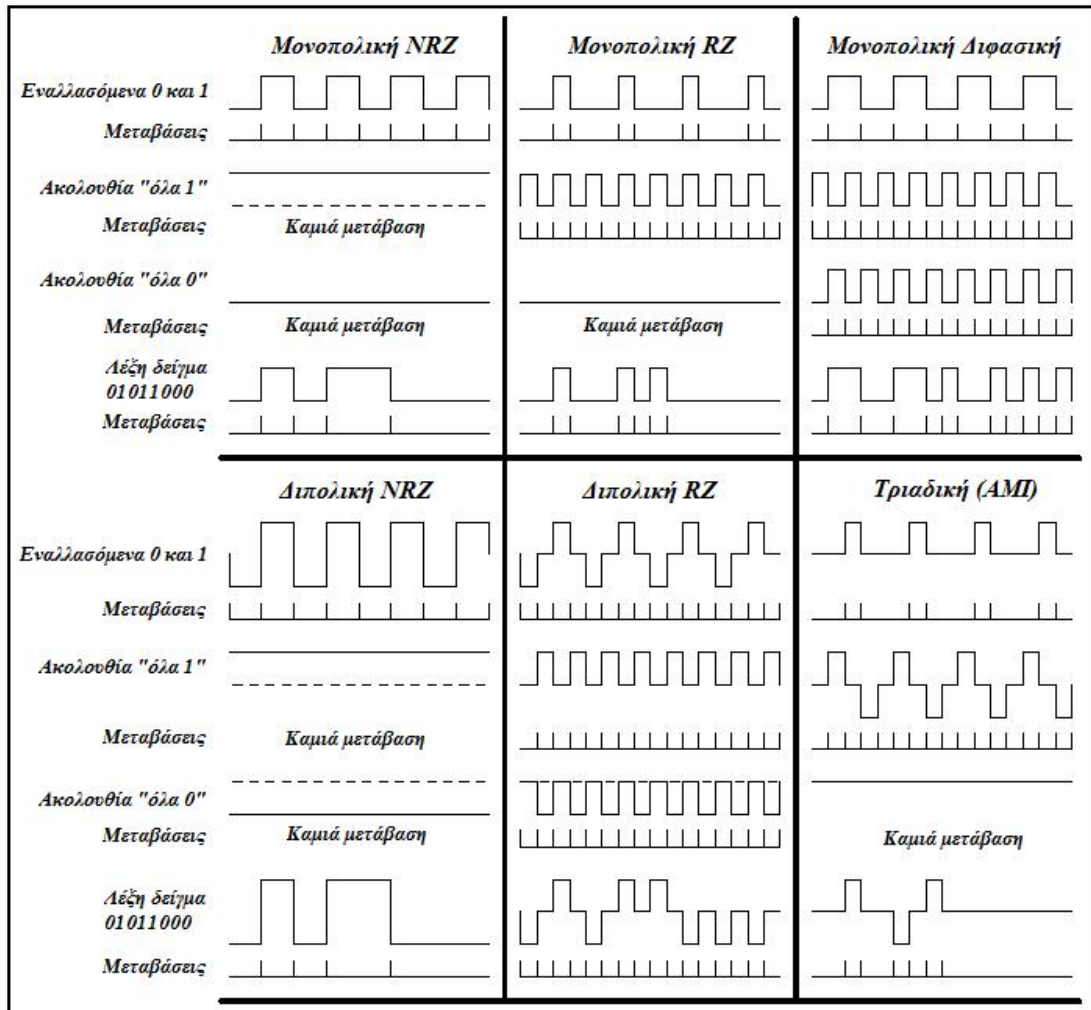 Μονοπολική NRZ
Μονοπολική RZ
Μονοπολική Διφασική
Εναλλασόμενα 0 και 1
Μεταβάσεις
Ακολουθία "όλα 1"
Μεταβάσεις
Καμιά μετάβαση
Ακολουθία "όλα 0"
Μεταβάσεις
Καμιά μετάβαση
Καμιά μετάβαση
Λέξη δείγμα
01011000
Μεταβάσεις
Διπολική NRZ
Διπολική RZ
Τριαδική (AMI)
Εναλλασόμενα 0 και 1
Μεταβάσεις
Ακολουθία "όλα 1"
Μεταβάσεις
Καμιά μετάβαση
Ακολουθία "όλα 0"
Μεταβάσεις
Καμιά μετάβαση
Καμιά μετάβαση
Λέξη δείγμα
01011000
Μεταβάσεις